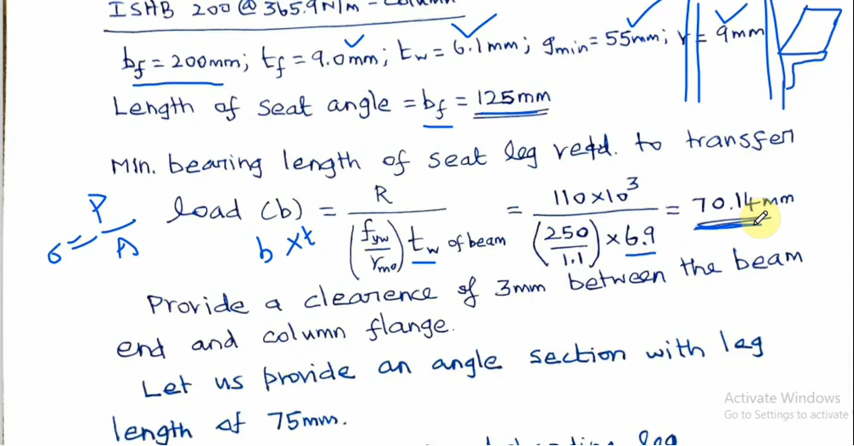 ISHB 200@365.9N/m - Column
bf = 200mm; tf = 9.0mm; tw = 6.1mm; gmin = 55mm; r = 9mm
Length of seat angle = bf = 125mm
Min. bearing length of seat leg reqd. to transfer
load (b) = R / (fyw/γmo) tw of beam = 110×10³ / (250/1.1) × 6.9 = 70.14mm
σ = P/A
b × t
Provide a clearence of 3mm between the beam
end and column flange.
Let us provide an angle section with leg
length of 75mm.
leg
Activate Windows
Go to Settings to activate